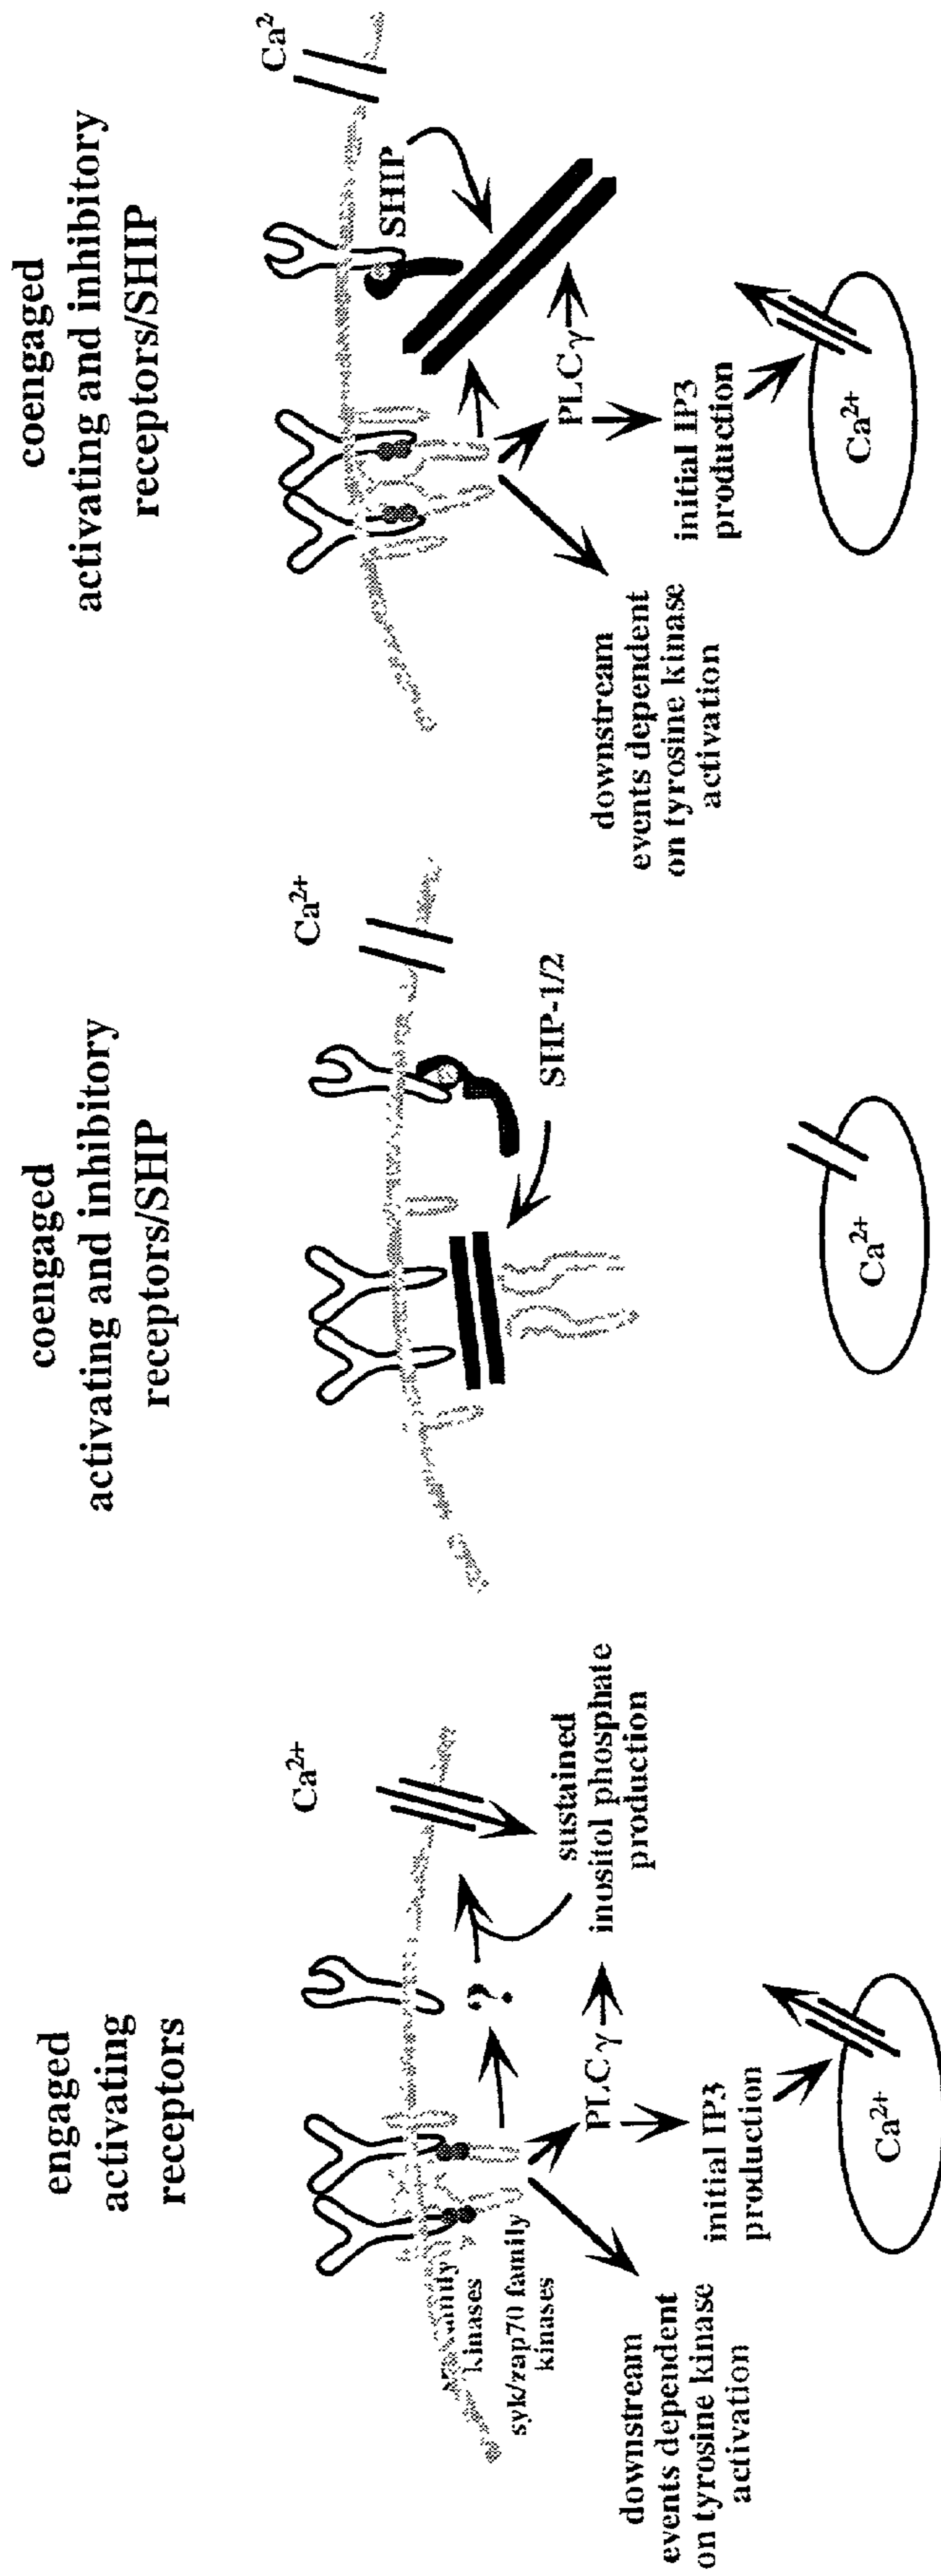 engaged
activating
receptors
Ca2+
?
kinases
syk/zap70 family
kinases
sustained
inositol phosphate
production
PLCγ
initial IP3
production
downstream
events dependent
on tyrosine kinase
activation
Ca2+
coengaged
activating and inhibitory
receptors/SHP
Ca2+
SHP-1/2
Ca2+
coengaged
activating and inhibitory
receptors/SHIP
Ca2
SHIP
PLCγ
initial IP3
production
downstream
events dependent
on tyrosine kinase
activation
Ca2+